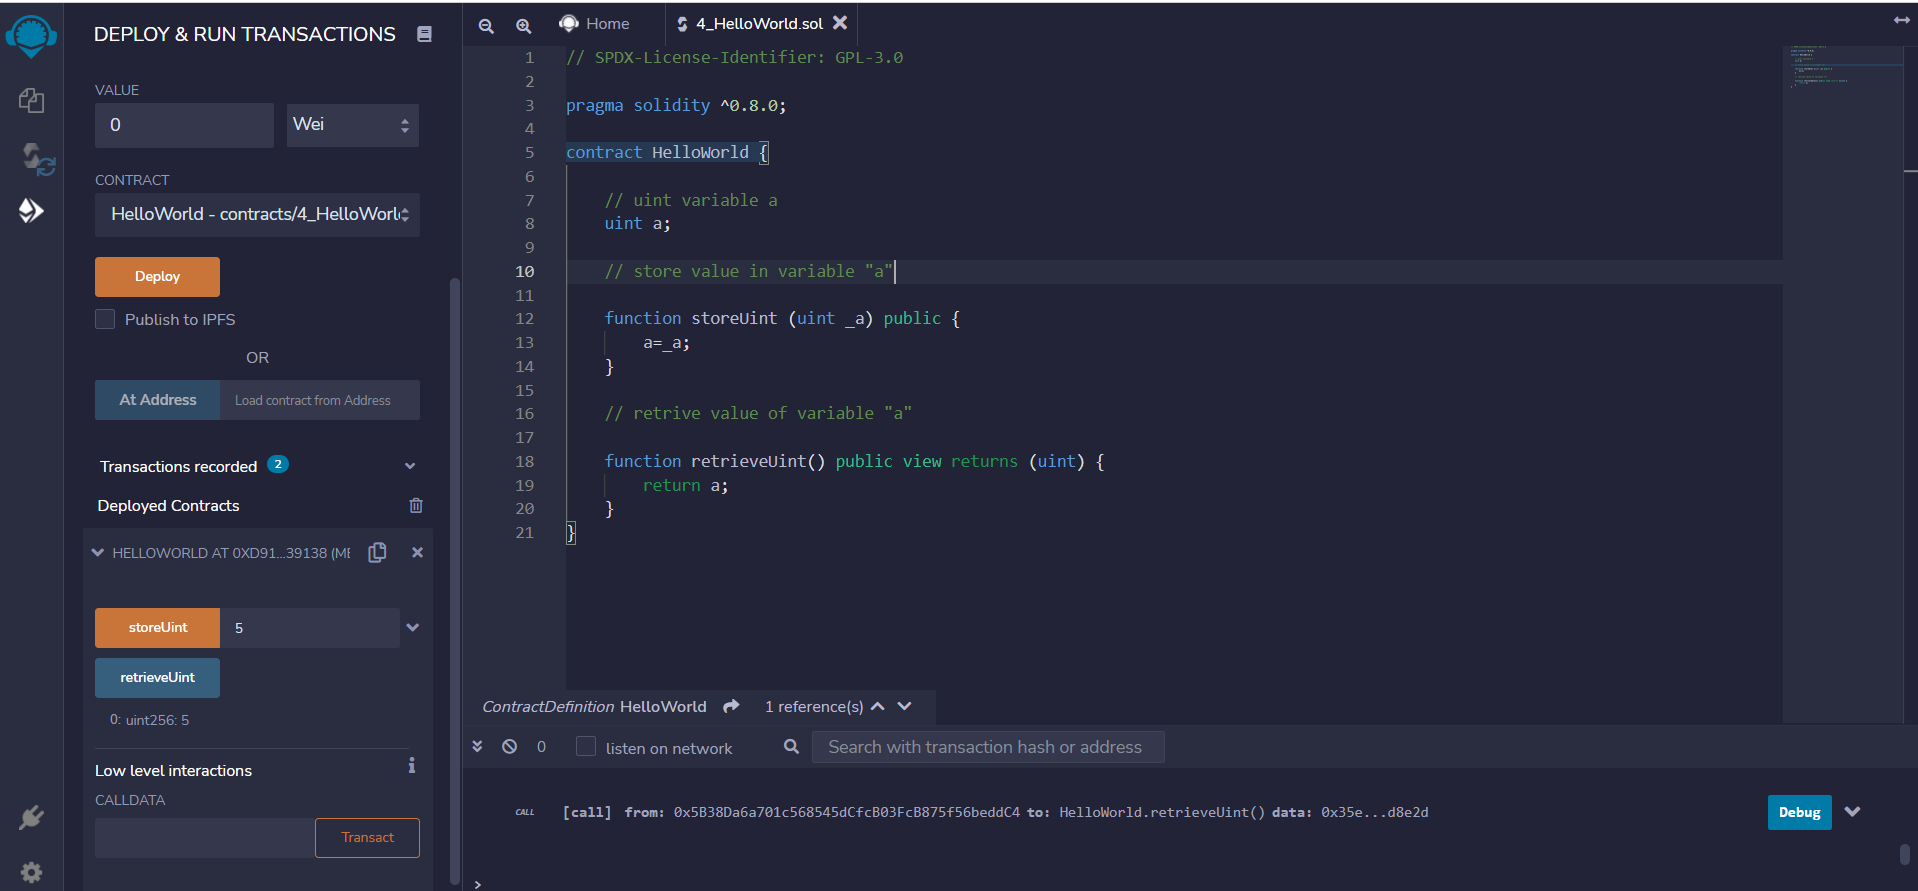 DEPLOY & RUN TRANSACTIONS
VALUE
0
Wei
CONTRACT
HelloWorld - contracts/4_HelloWorl
Deploy
Publish to IPFS
OR
At Address
Load contract from Address
Transactions recorded 2
Deployed Contracts
HELLOWORLD AT 0XD91...39138 (ME
storeUint 5
retrieveUint
0: uint256: 5
Low level interactions
i
CALLDATA
Transact
Home
4_HelloWorld.sol
1 // SPDX-License-Identifier: GPL-3.0
2
3 pragma solidity ^0.8.0;
4
5 contract HelloWorld {
6
7 // uint variable a
8 uint a;
9
10 // store value in variable "a"
11
12 function storeUint (uint _a) public {
13 a=_a;
14 }
15
16 // retrive value of variable "a"
17
18 function retrieveUint() public view returns (uint) {
19 return a;
20 }
21 }
ContractDefinition HelloWorld 1 reference(s)
0 listen on network
Search with transaction hash or address
CALL [call] from: 0x5B38Da6a701c568545dCfcB03FcB875f56beddC4 to: HelloWorld.retrieveUint() data: 0x35e...d8e2d
Debug
>